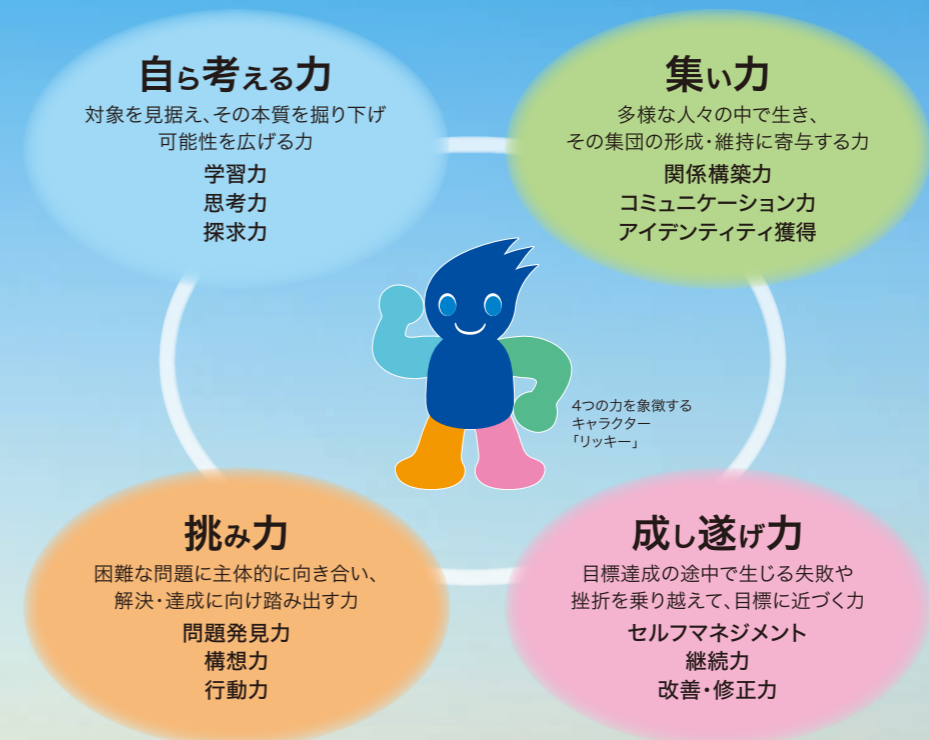 自ら考える力
対象を見据え、その本質を掘り下げ
可能性を広げる力
学習力
思考力
探求力
集い力
多様な人々の中で生き、
その集団の形成・維持に寄与する力
関係構築力
コミュニケーション力
アイデンティティ獲得
4つの力を象徴する
キャラクター
「リッキー」
挑み力
困難な問題に主体的に向き合い、
解決・達成に向け踏み出す力
問題発見力
構想力
行動力
成し遂げ力
目標達成の途中で生じる失敗や
挫折を乗り越えて、目標に近づく力
セルフマネジメント
継続力
改善・修正力